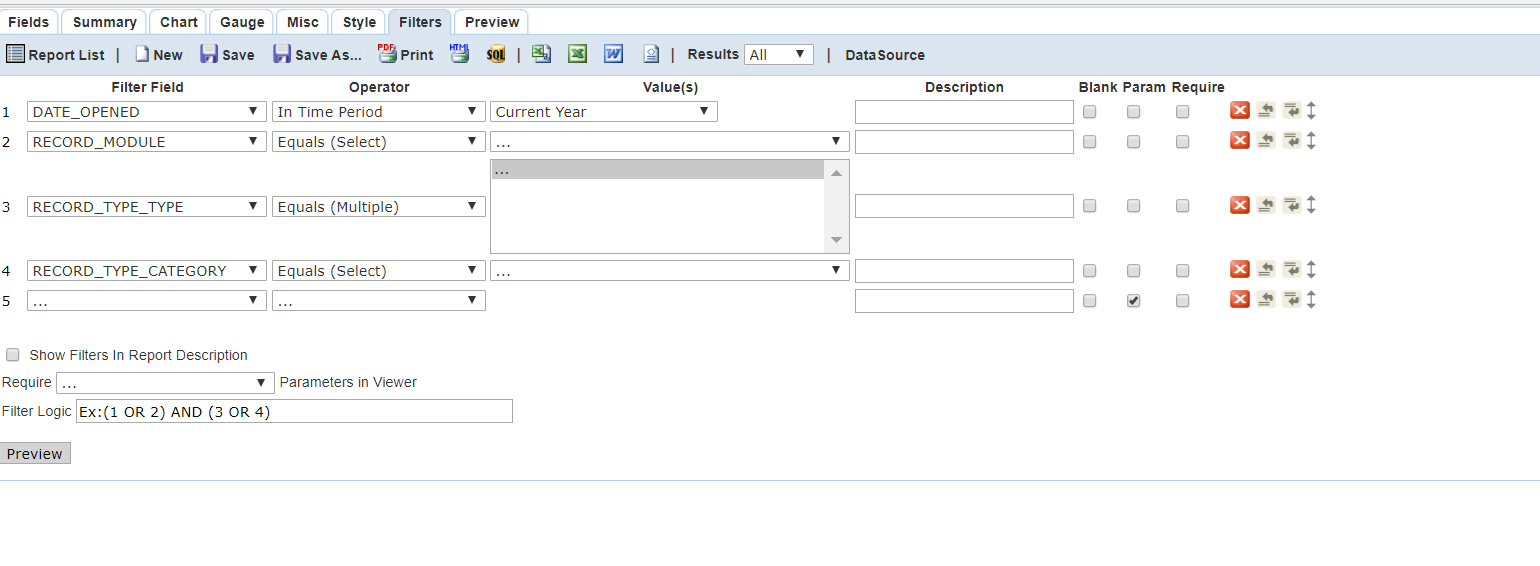 Fields Summary Chart Gauge Misc Style Filters Preview
Report List | New Save Save As... PDF Print HTML SQL | X X W | Results All | DataSource
Filter Field Operator Value(s) Description Blank Param Require
1 DATE_OPENED In Time Period Current Year
2 RECORD_MODULE Equals (Select) ...
...
3 RECORD_TYPE_TYPE Equals (Multiple)
4 RECORD_TYPE_CATEGORY Equals (Select) ...
5 ... ...
Show Filters In Report Description
Require ... Parameters in Viewer
Filter Logic Ex:(1 OR 2) AND (3 OR 4)
Preview